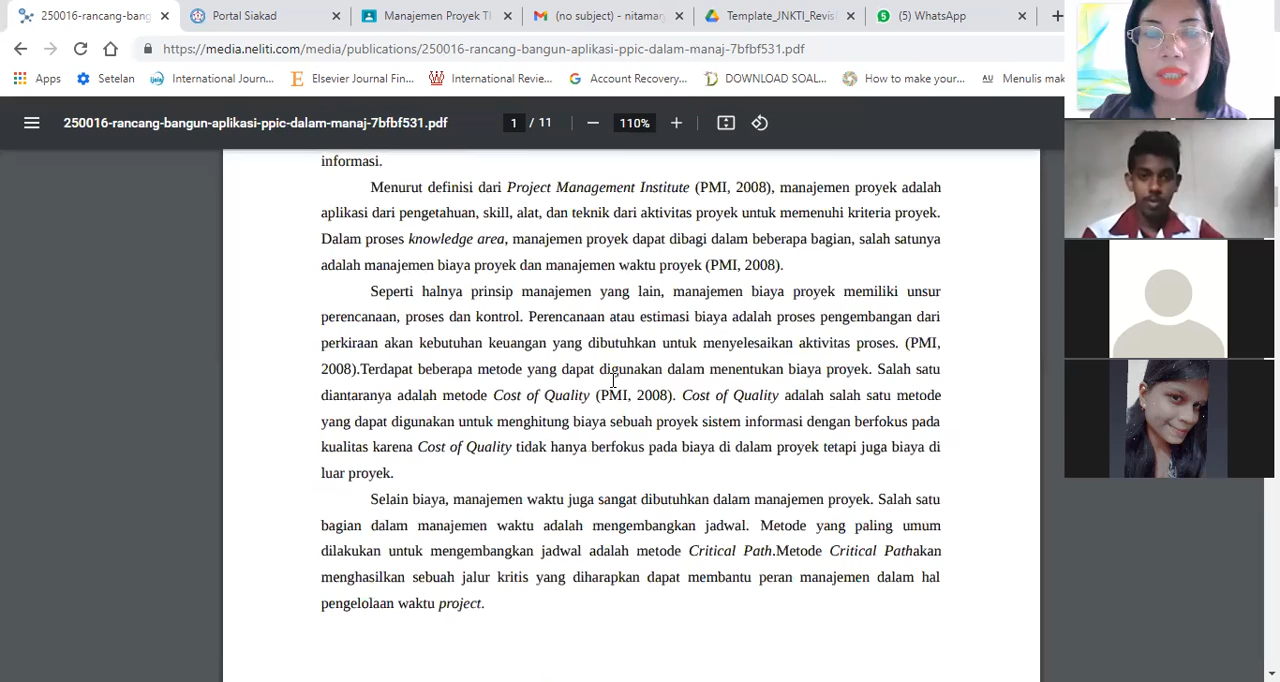 250016-rancang-bang
Portal Siakad
Manajemen Proyek TI
(no subject) - nitamar
Template_JNKTI_Revis
(5) WhatsApp
https://media.neliti.com/media/publications/250016-rancang-bangun-aplikasi-ppic-dalam-manaj-7bfbf531.pdf
Apps
Setelan
International Journ...
Elsevier Journal Fin...
International Revie...
Account Recovery...
DOWNLOAD SOAL...
How to make your...
Menulis mak
250016-rancang-bangun-aplikasi-ppic-dalam-manaj-7bfbf531.pdf
1 / 11
110%
informasi.
Menurut definisi dari Project Management Institute (PMI, 2008), manajemen proyek adalah
aplikasi dari pengetahuan, skill, alat, dan teknik dari aktivitas proyek untuk memenuhi kriteria proyek.
Dalam proses knowledge area, manajemen proyek dapat dibagi dalam beberapa bagian, salah satunya
adalah manajemen biaya proyek dan manajemen waktu proyek (PMI, 2008).
Seperti halnya prinsip manajemen yang lain, manajemen biaya proyek memiliki unsur
perencanaan, proses dan kontrol. Perencanaan atau estimasi biaya adalah proses pengembangan dari
perkiraan akan kebutuhan keuangan yang dibutuhkan untuk menyelesaikan aktivitas proses. (PMI,
2008).Terdapat beberapa metode yang dapat digunakan dalam menentukan biaya proyek. Salah satu
diantaranya adalah metode Cost of Quality (PMI, 2008). Cost of Quality adalah salah satu metode
yang dapat digunakan untuk menghitung biaya sebuah proyek sistem informasi dengan berfokus pada
kualitas karena Cost of Quality tidak hanya berfokus pada biaya di dalam proyek tetapi juga biaya di
luar proyek.
Selain biaya, manajemen waktu juga sangat dibutuhkan dalam manajemen proyek. Salah satu
bagian dalam manajemen waktu adalah mengembangkan jadwal. Metode yang paling umum
dilakukan untuk mengembangkan jadwal adalah metode Critical Path.Metode Critical Pathakan
menghasilkan sebuah jalur kritis yang diharapkan dapat membantu peran manajemen dalam hal
pengelolaan waktu project.